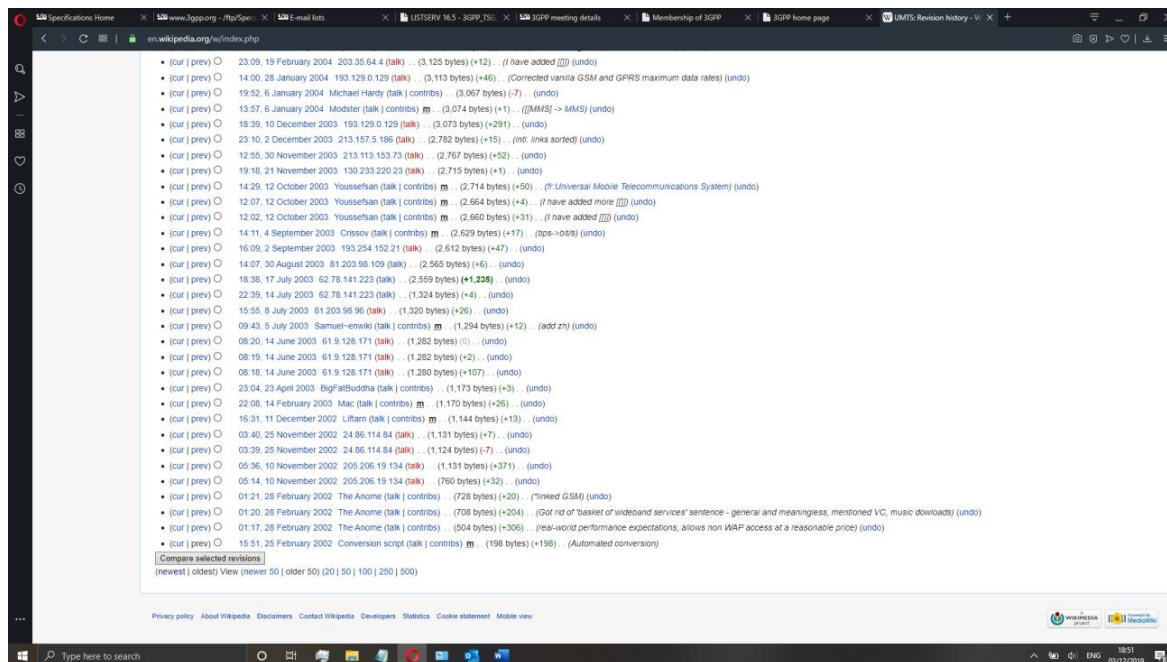 Specifications Home
www.3gpp.org - /ftp/Spec
E-mail lists
LISTSERV 16.5 - 3GPP_TSG
3GPP meeting details
Membership of 3GPP
3GPP home page
UMTS: Revision history - Wi
en.wikipedia.org/w/index.php
(cur | prev) 23:09, 19 February 2004 203.35.64.4 (talk) . . (3,125 bytes) (+12) . . (I have added [[]]) (undo)
(cur | prev) 14:00, 28 January 2004 193.129.0.129 (talk) . . (3,113 bytes) (+46) . . (Corrected vanilla GSM and GPRS maximum data rates) (undo)
(cur | prev) 19:52, 6 January 2004 Michael Hardy (talk | contribs) . . (3,067 bytes) (-7) . . (undo)
(cur | prev) 13:57, 6 January 2004 Modster (talk | contribs) m . . (3,074 bytes) (+1) . . ([[MMS] -> MMS) (undo)
(cur | prev) 18:39, 10 December 2003 193.129.0.129 (talk) . . (3,073 bytes) (+291) . . (undo)
(cur | prev) 23:10, 2 December 2003 213.157.5.186 (talk) . . (2,782 bytes) (+15) . . (intl. links sorted) (undo)
(cur | prev) 12:55, 30 November 2003 213.113.153.73 (talk) . . (2,767 bytes) (+52) . . (undo)
(cur | prev) 19:18, 21 November 2003 130.233.220.23 (talk) . . (2,715 bytes) (+1) . . (undo)
(cur | prev) 14:29, 12 October 2003 Youssefsan (talk | contribs) m . . (2,714 bytes) (+50) . . (fr:Universal Mobile Telecommunications System) (undo)
(cur | prev) 12:07, 12 October 2003 Youssefsan (talk | contribs) m . . (2,664 bytes) (+4) . . (I have added more [[]]) (undo)
(cur | prev) 12:02, 12 October 2003 Youssefsan (talk | contribs) m . . (2,660 bytes) (+31) . . (I have added [[]]) (undo)
(cur | prev) 14:11, 4 September 2003 Crissov (talk | contribs) m . . (2,629 bytes) (+17) . . (bps->bit/s) (undo)
(cur | prev) 16:09, 2 September 2003 193.254.152.21 (talk) . . (2,612 bytes) (+47) . . (undo)
(cur | prev) 14:07, 30 August 2003 81.203.98.109 (talk) . . (2,565 bytes) (+6) . . (undo)
(cur | prev) 18:38, 17 July 2003 62.78.141.223 (talk) . . (2,559 bytes) (+1,235) . . (undo)
(cur | prev) 22:39, 14 July 2003 62.78.141.223 (talk) . . (1,324 bytes) (+4) . . (undo)
(cur | prev) 15:55, 8 July 2003 81.203.98.96 (talk) . . (1,320 bytes) (+26) . . (undo)
(cur | prev) 09:43, 5 July 2003 Samuel~enwiki (talk | contribs) m . . (1,294 bytes) (+12) . . (add zh) (undo)
(cur | prev) 08:20, 14 June 2003 61.9.128.171 (talk) . . (1,282 bytes) (0) . . (undo)
(cur | prev) 08:19, 14 June 2003 61.9.128.171 (talk) . . (1,282 bytes) (+2) . . (undo)
(cur | prev) 08:18, 14 June 2003 61.9.128.171 (talk) . . (1,280 bytes) (+107) . . (undo)
(cur | prev) 23:04, 23 April 2003 BigFatBuddha (talk | contribs) . . (1,173 bytes) (+3) . . (undo)
(cur | prev) 22:08, 14 February 2003 Mac (talk | contribs) m . . (1,170 bytes) (+26) . . (undo)
(cur | prev) 16:31, 11 December 2002 Liftarn (talk | contribs) m . . (1,144 bytes) (+13) . . (undo)
(cur | prev) 03:40, 25 November 2002 24.86.114.84 (talk) . . (1,131 bytes) (+7) . . (undo)
(cur | prev) 03:39, 25 November 2002 24.86.114.84 (talk) . . (1,124 bytes) (-7) . . (undo)
(cur | prev) 05:36, 10 November 2002 205.206.19.134 (talk) . . (1,131 bytes) (+371) . . (undo)
(cur | prev) 05:14, 10 November 2002 205.206.19.134 (talk) . . (760 bytes) (+32) . . (undo)
(cur | prev) 01:21, 28 February 2002 The Anome (talk | contribs) . . (728 bytes) (+20) . . (*linked GSM) (undo)
(cur | prev) 01:20, 28 February 2002 The Anome (talk | contribs) . . (708 bytes) (+204) . . (Got rid of 'basket of wideband services' sentence - general and meaningless, mentioned VC, music dowloads) (undo)
(cur | prev) 01:17, 28 February 2002 The Anome (talk | contribs) . . (504 bytes) (+306) . . (real-world performance expectations, allows non WAP access at a reasonable price) (undo)
(cur | prev) 15:51, 25 February 2002 Conversion script (talk | contribs) m . . (198 bytes) (+198) . . (Automated conversion)
Compare selected revisions
(newest | oldest) View (newer 50 | older 50) (20 | 50 | 100 | 250 | 500)
Privacy policy About Wikipedia Disclaimers Contact Wikipedia Developers Statistics Cookie statement Mobile view
WIKIMEDIA project
Powered by MediaWiki
Type here to search
ENG
18:51
03/12/2019